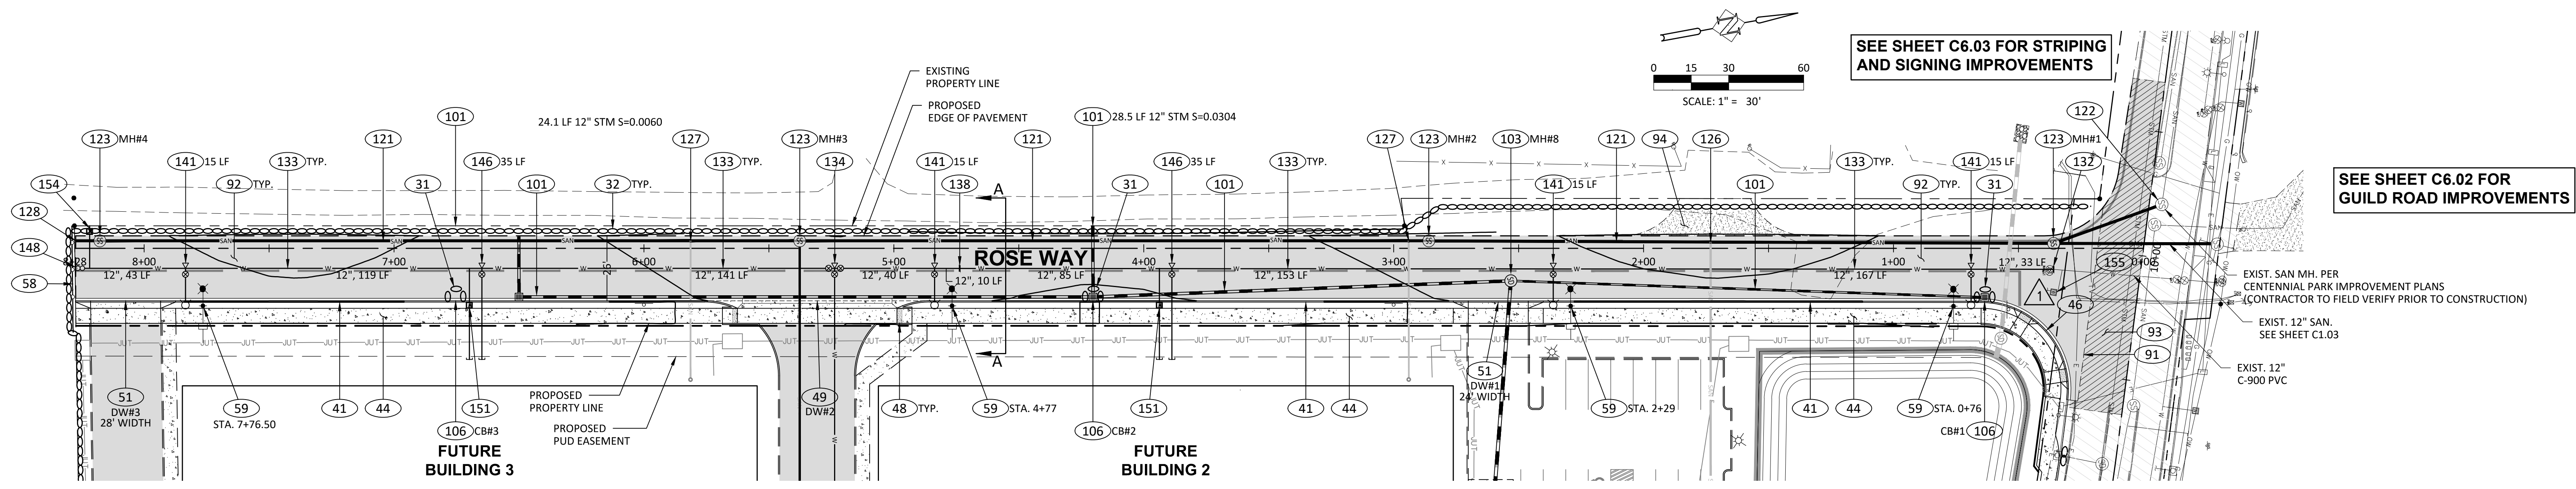 SEE SHEET C6.03 FOR STRIPING
AND SIGNING IMPROVEMENTS
0 15 30 60
SCALE: 1" = 30'
EXISTING
PROPERTY LINE
PROPOSED
EDGE OF PAVEMENT
101
24.1 LF 12" STM S=0.0060
101 28.5 LF 12" STM S=0.0304
122
123 MH#4
121
127
123 MH#3
121
127
123 MH#2
103 MH#8
121
94
126
123 MH#1
141 15 LF
133 TYP.
146 35 LF
133 TYP.
134
141 15 LF
146 35 LF
133 TYP.
141 15 LF
133 TYP.
141 15 LF
132
154
92 TYP.
31
101
32 TYP.
138
A
31
101
101
92 TYP.
31
SEE SHEET C6.02 FOR
GUILD ROAD IMPROVEMENTS
128
148
58
8+00
7+00
6+00
5+00
4+00
3+00
2+00
1+00
0+00
10+00
ROSE WAY
12", 43 LF
12", 119 LF
25'
12", 141 LF
12", 40 LF
12", 10 LF
12", 85 LF
12", 153 LF
12", 167 LF
12", 33 LF
155
1
46
93
91
EXIST. SAN MH. PER
CENTENNIAL PARK IMPROVEMENT PLANS
(CONTRACTOR TO FIELD VERIFY PRIOR TO CONSTRUCTION)
EXIST. 12" SAN.
SEE SHEET C1.03
EXIST. 12"
C-900 PVC
A
51
DW#3
28' WIDTH
59
STA. 7+76.50
41
44
106 CB#3
151
PROPOSED
PROPERTY LINE
PROPOSED
PUD EASEMENT
49
DW#2
48 TYP.
59 STA. 4+77
106 CB#2
151
41
44
51
DW#1
24' WIDTH
59 STA. 2+29
41
44
59 STA. 0+76
CB#1 106
FUTURE
BUILDING 3
FUTURE
BUILDING 2